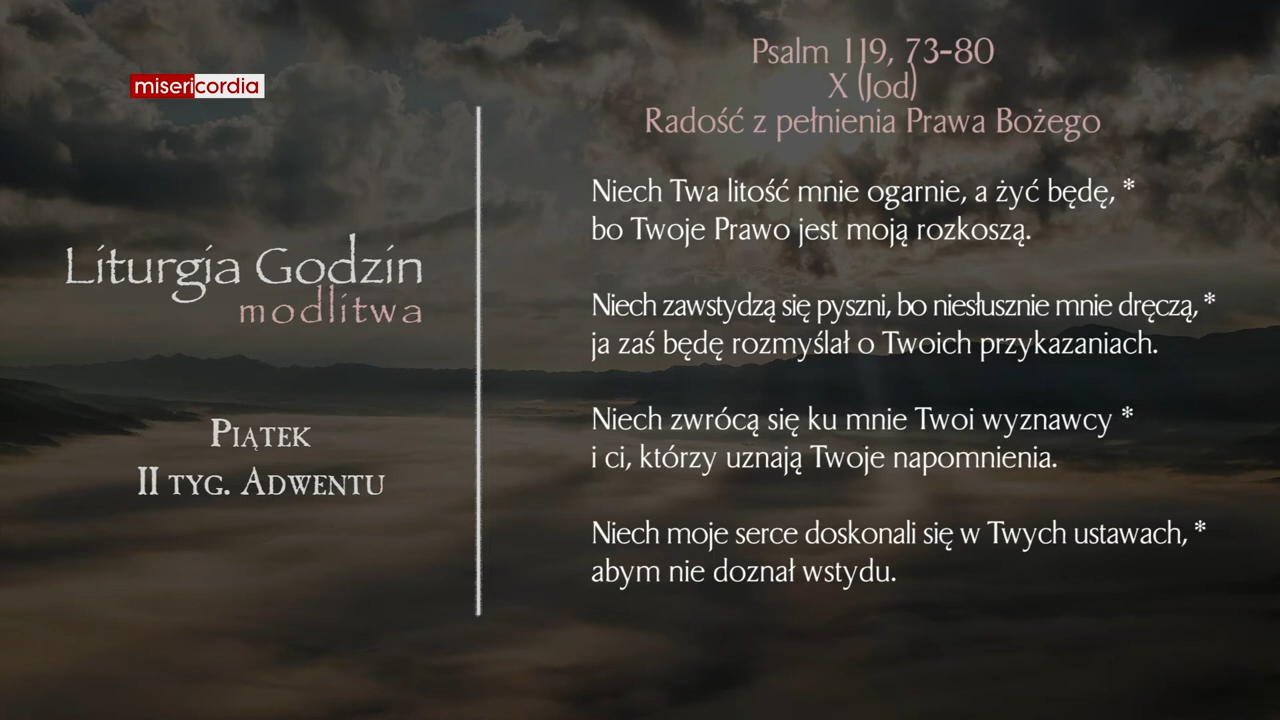 misericordia
Liturgia Godzin
modlitwa
Piątek
II tyg. Adwentu
Psalm 119, 73-80
X (Jod)
Radość z pełnienia Prawa Bożego
Niech Twa litość mnie ogarnie, a żyć będę, *
bo Twoje Prawo jest moją rozkoszą.
Niech zawstydzą się pyszni, bo niesłusznie mnie dręczą, *
ja zaś będę rozmyślał o Twoich przykazaniach.
Niech zwrócą się ku mnie Twoi wyznawcy *
i ci, którzy uznają Twoje napomnienia.
Niech moje serce doskonali się w Twych ustawach, *
abym nie doznał wstydu.